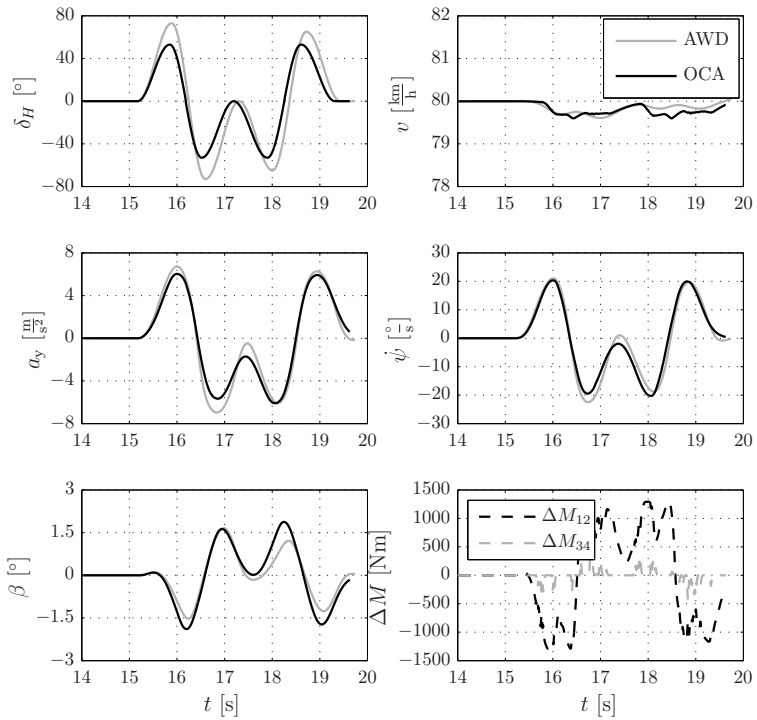 80
40
0
−40
−80
δH [°]
14 15 16 17 18 19 20
82
81
80
79
78
v [km/h]
14 15 16 17 18 19 20
AWD
OCA
8
4
0
−4
−8
ay [m/s2]
14 15 16 17 18 19 20
30
20
10
0
−10
−20
−30
ψ̇ [°/s]
14 15 16 17 18 19 20
3
1.5
0
−1.5
−3
β [°]
14 15 16 17 18 19 20
t [s]
1500
1000
500
0
−500
−1000
−1500
ΔM [Nm]
14 15 16 17 18 19 20
t [s]
ΔM12
ΔM34